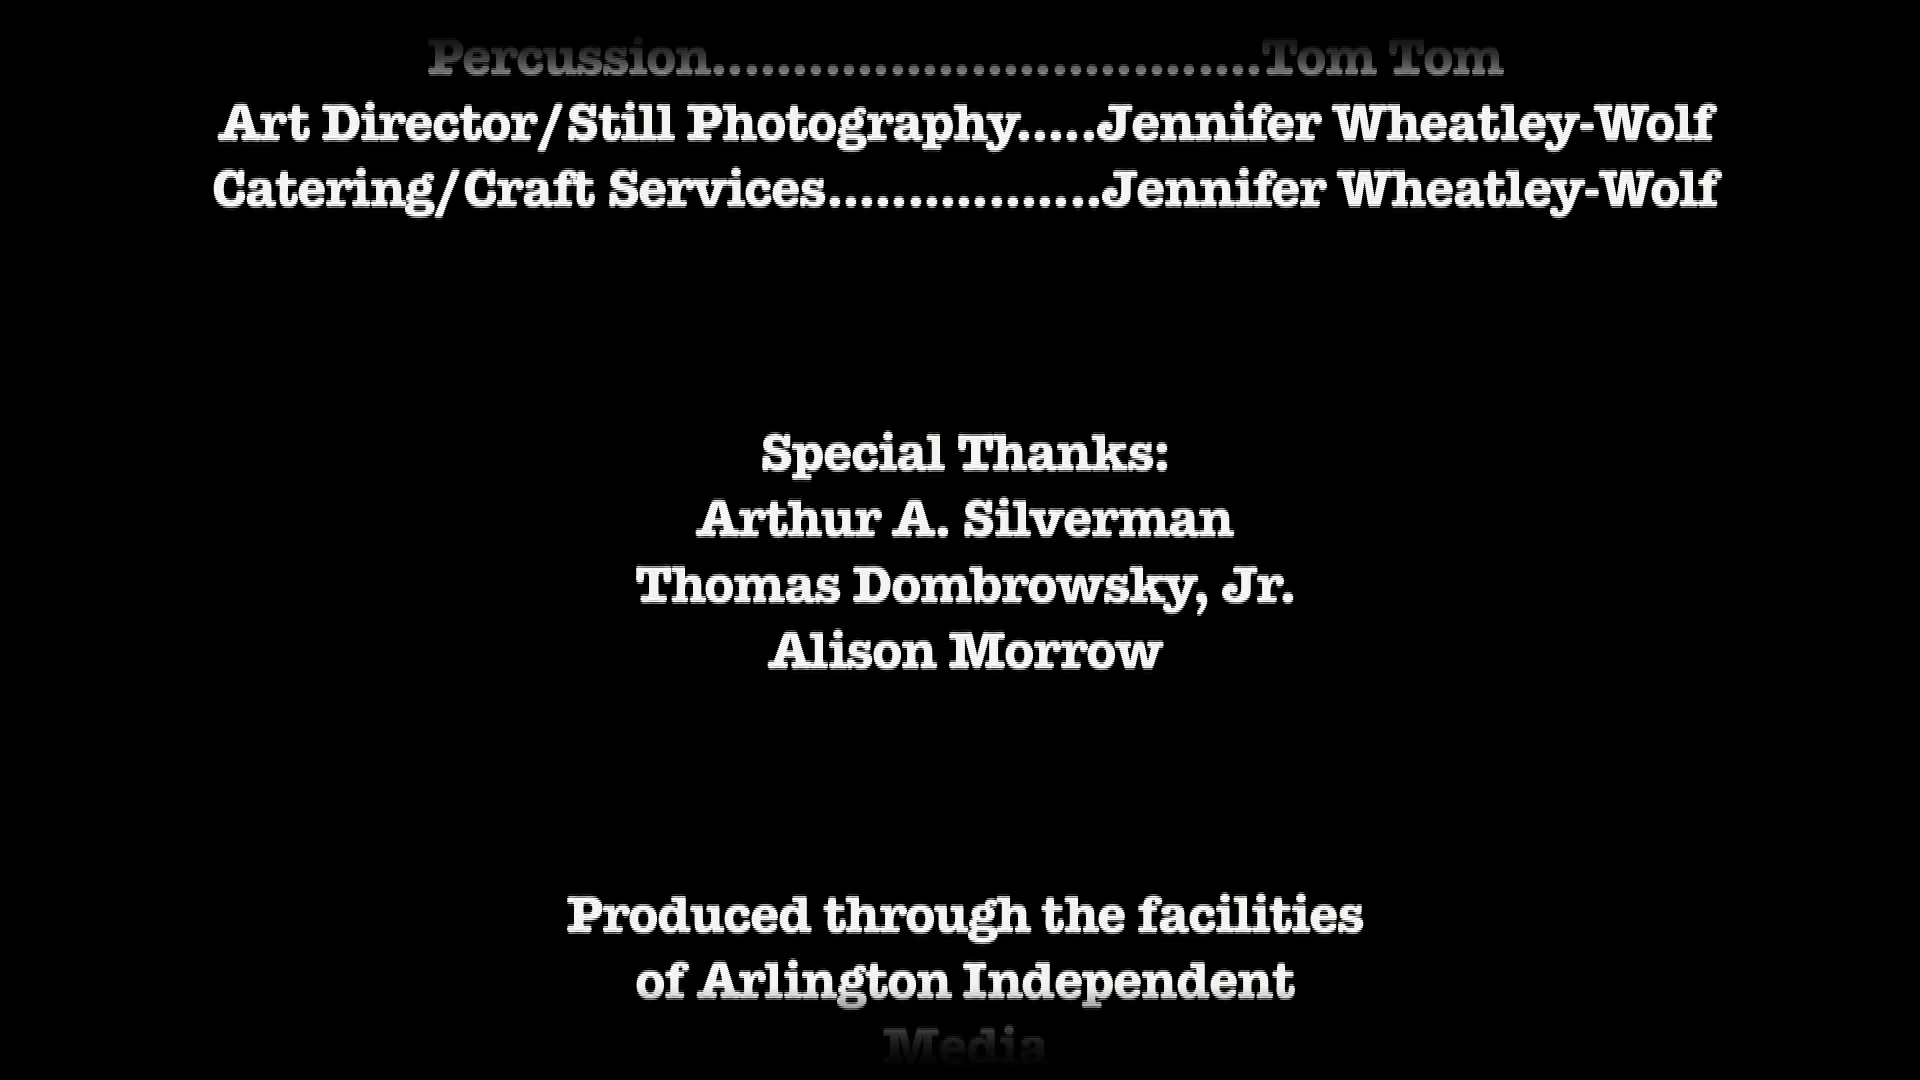 Percussion..................................Tom Tom
Art Director/Still Photography.....Jennifer Wheatley-Wolf
Catering/Craft Services.................Jennifer Wheatley-Wolf
Special Thanks:
Arthur A. Silverman
Thomas Dombrowsky, Jr.
Alison Morrow
Produced through the facilities
of Arlington Independent
Media